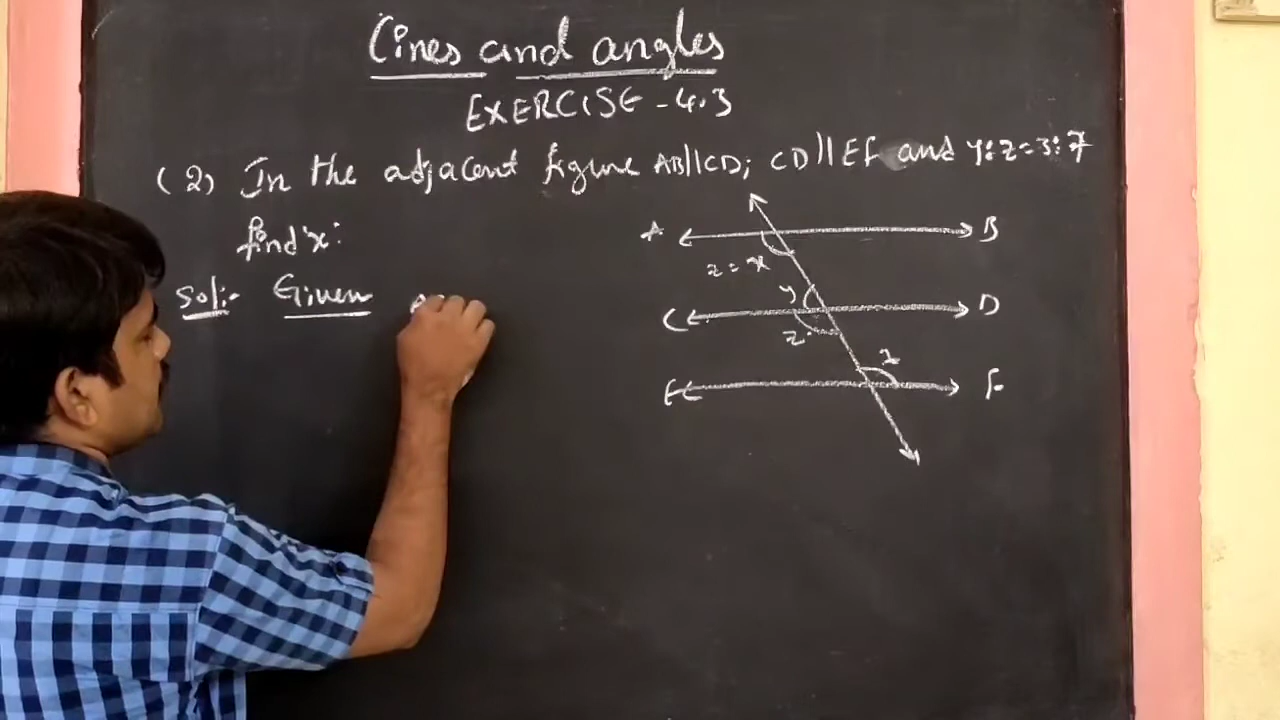 Lines and angles
EXERCISE - 4.3
(2) In the adjacent figure AB||CD; CD||EF and y:z=3:7
find 'x':
Sol:- Given
A B
z = x
y
C D
z
z
E F